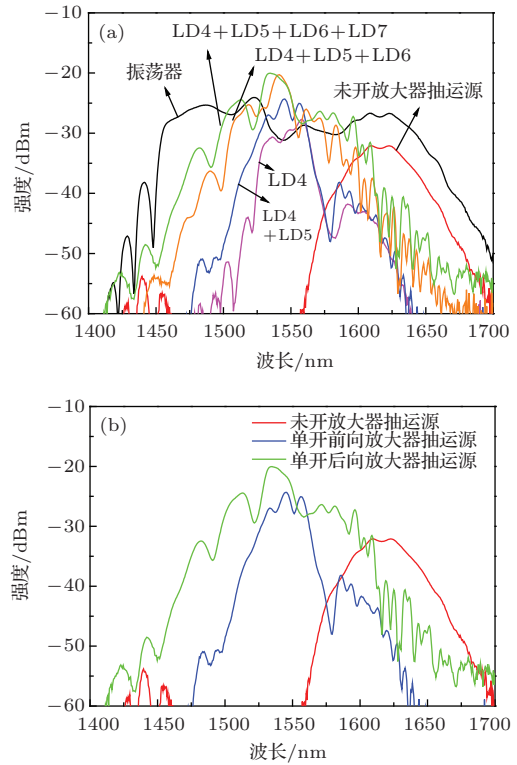 (a)
LD4+LD5+LD6+LD7
LD4+LD5+LD6
振荡器
未开放大器抽运源
LD4
LD4
+LD5
强度/dBm
−10
−20
−30
−40
−50
−60
1400 1450 1500 1550 1600 1650 1700
波长/nm
(b)
未开放大器抽运源
单开前向放大器抽运源
单开后向放大器抽运源
强度/dBm
−10
−20
−30
−40
−50
−60
1400 1450 1500 1550 1600 1650 1700
波长/nm